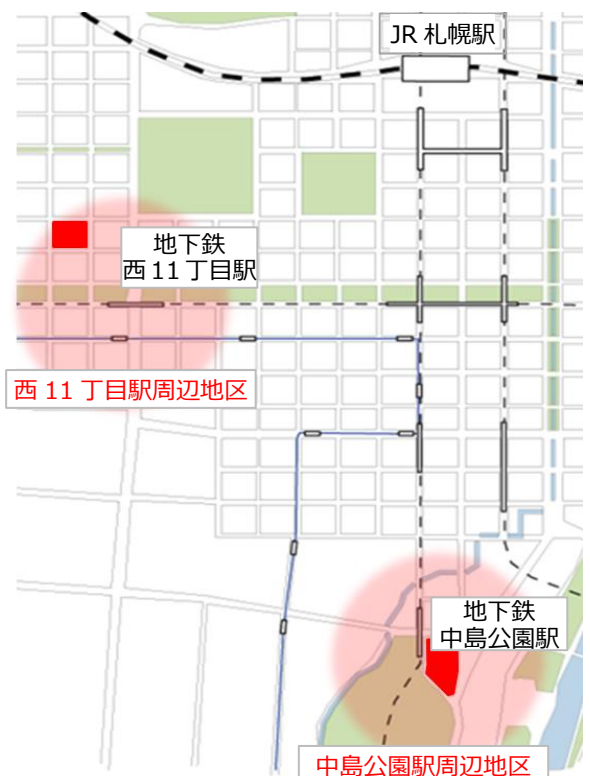 JR 札幌駅
地下鉄
西 11 丁目駅
西 11 丁目駅周辺地区
地下鉄
中島公園駅
中島公園駅周辺地区